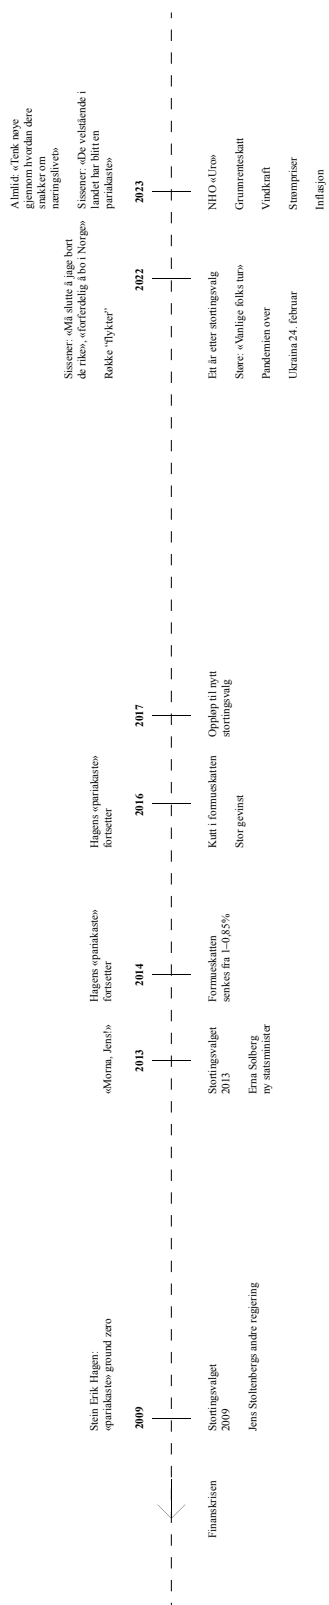 Finanskrisen
Stein Erik Hagen:
«pariakaste» ground zero
2009
Stortingsvalget
2009
Jens Stoltenbergs andre regjering
«Morna, Jens!»
2013
Stortingsvalget
2013
Erna Solberg
ny statsminister
Hagens «pariakaste»
fortsetter
2014
Formueskatten
senkes fra 1–0,85%
Hagens «pariakaste»
fortsetter
2016
Kutt i formueskatten
Stor gevinst
2017
Oppløp til nytt
stortingsvalg
Sissener: «Må slutte å jage bort
de rike», «forferdelig å bo i Norge»
Røkke "flykter"
2022
Ett år etter stortingsvalg
Støre: «Vanlige folks tur»
Pandemien over
Ukraina 24. februar
Almlid: «Tenk nøye
gjennom hvordan dere
snakker om
næringslivet»
Sissener: «De velstående i
landet har blitt en
pariakaste»
2023
NHO «Uro»
Grunnrenteskatt
Vindkraft
Strømpriser
Inflasjon